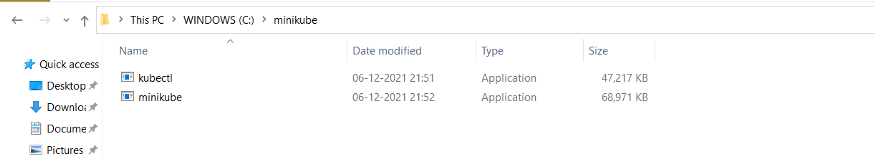 This PC > WINDOWS (C:) > minikube
Name Date modified Type Size
Quick access
kubectl 06-12-2021 21:51 Application 47,217 KB
Desktop
minikube 06-12-2021 21:52 Application 68,971 KB
Downloa
Docume
Pictures